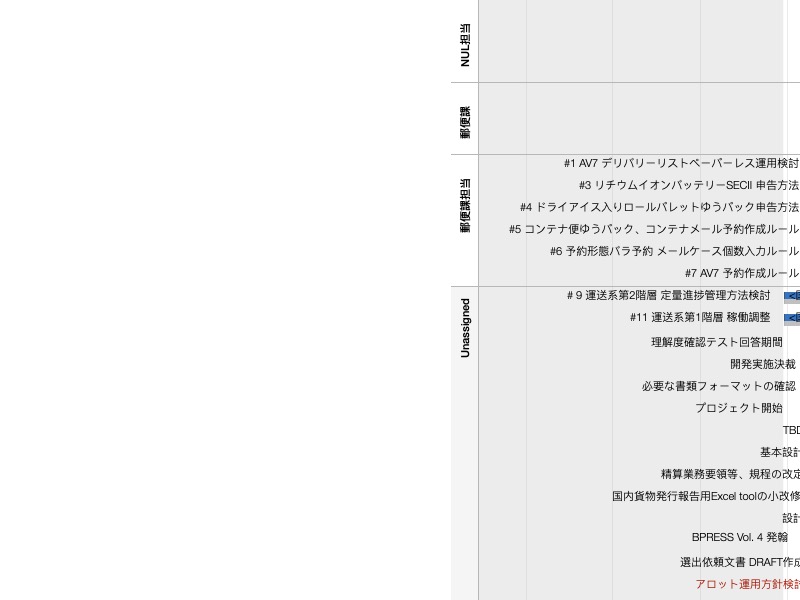 NUL担当
郵便課
郵便課担当
#1 AV7 デリバリーリストペーパーレス運用検討
#3 リチウムイオンバッテリーSECII 申告方法
#4 ドライアイス入りロールパレットゆうパック申告方法
#5 コンテナ便ゆうパック、コンテナメール予約作成ルール
#6 予約形態バラ予約 メールケース個数入力ルール
#7 AV7 予約作成ルール
Unassigned
# 9 運送系第2階層 定量進捗管理方法検討
#11 運送系第1階層 稼働調整
理解度確認テスト回答期間
開発実施決裁
必要な書類フォーマットの確認
プロジェクト開始
TBD
基本設計
精算業務要領等、規程の改定
国内貨物発行報告用Excel toolの小改修
設計
BPRESS Vol. 4 発翰
選出依頼文書 DRAFT作成
アロット運用方針検討